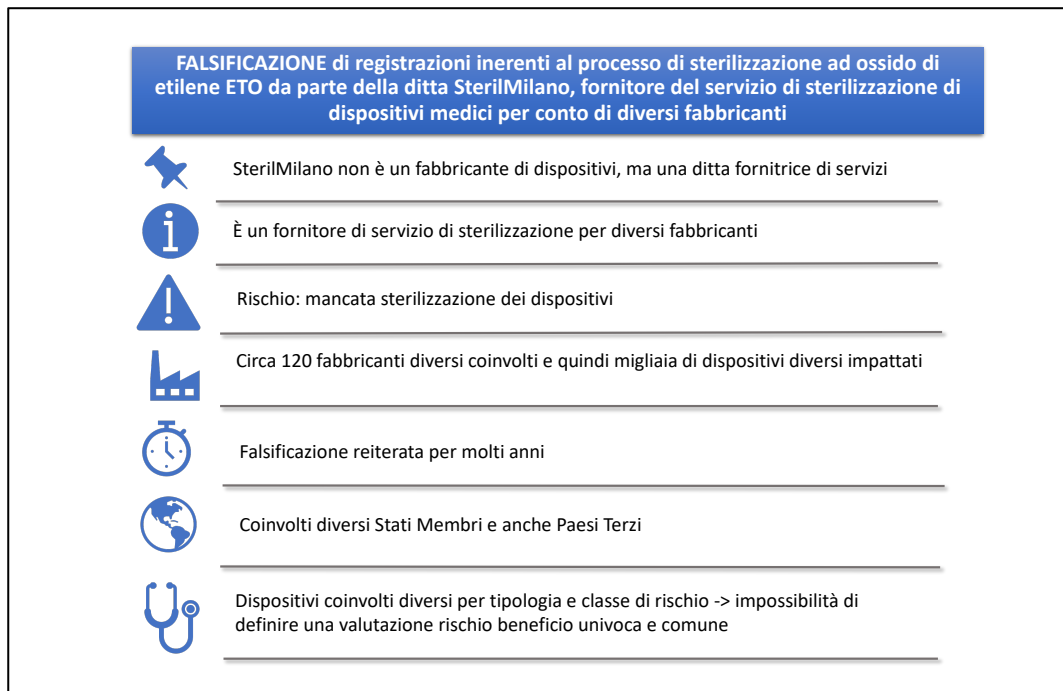 FALSIFICAZIONE di registrazioni inerenti al processo di sterilizzazione ad ossido di
etilene ETO da parte della ditta SterilMilano, fornitore del servizio di sterilizzazione di
dispositivi medici per conto di diversi fabbricanti
SterilMilano non è un fabbricante di dispositivi, ma una ditta fornitrice di servizi
È un fornitore di servizio di sterilizzazione per diversi fabbricanti
Rischio: mancata sterilizzazione dei dispositivi
Circa 120 fabbricanti diversi coinvolti e quindi migliaia di dispositivi diversi impattati
Falsificazione reiterata per molti anni
Coinvolti diversi Stati Membri e anche Paesi Terzi
Dispositivi coinvolti diversi per tipologia e classe di rischio -> impossibilità di
definire una valutazione rischio beneficio univoca e comune